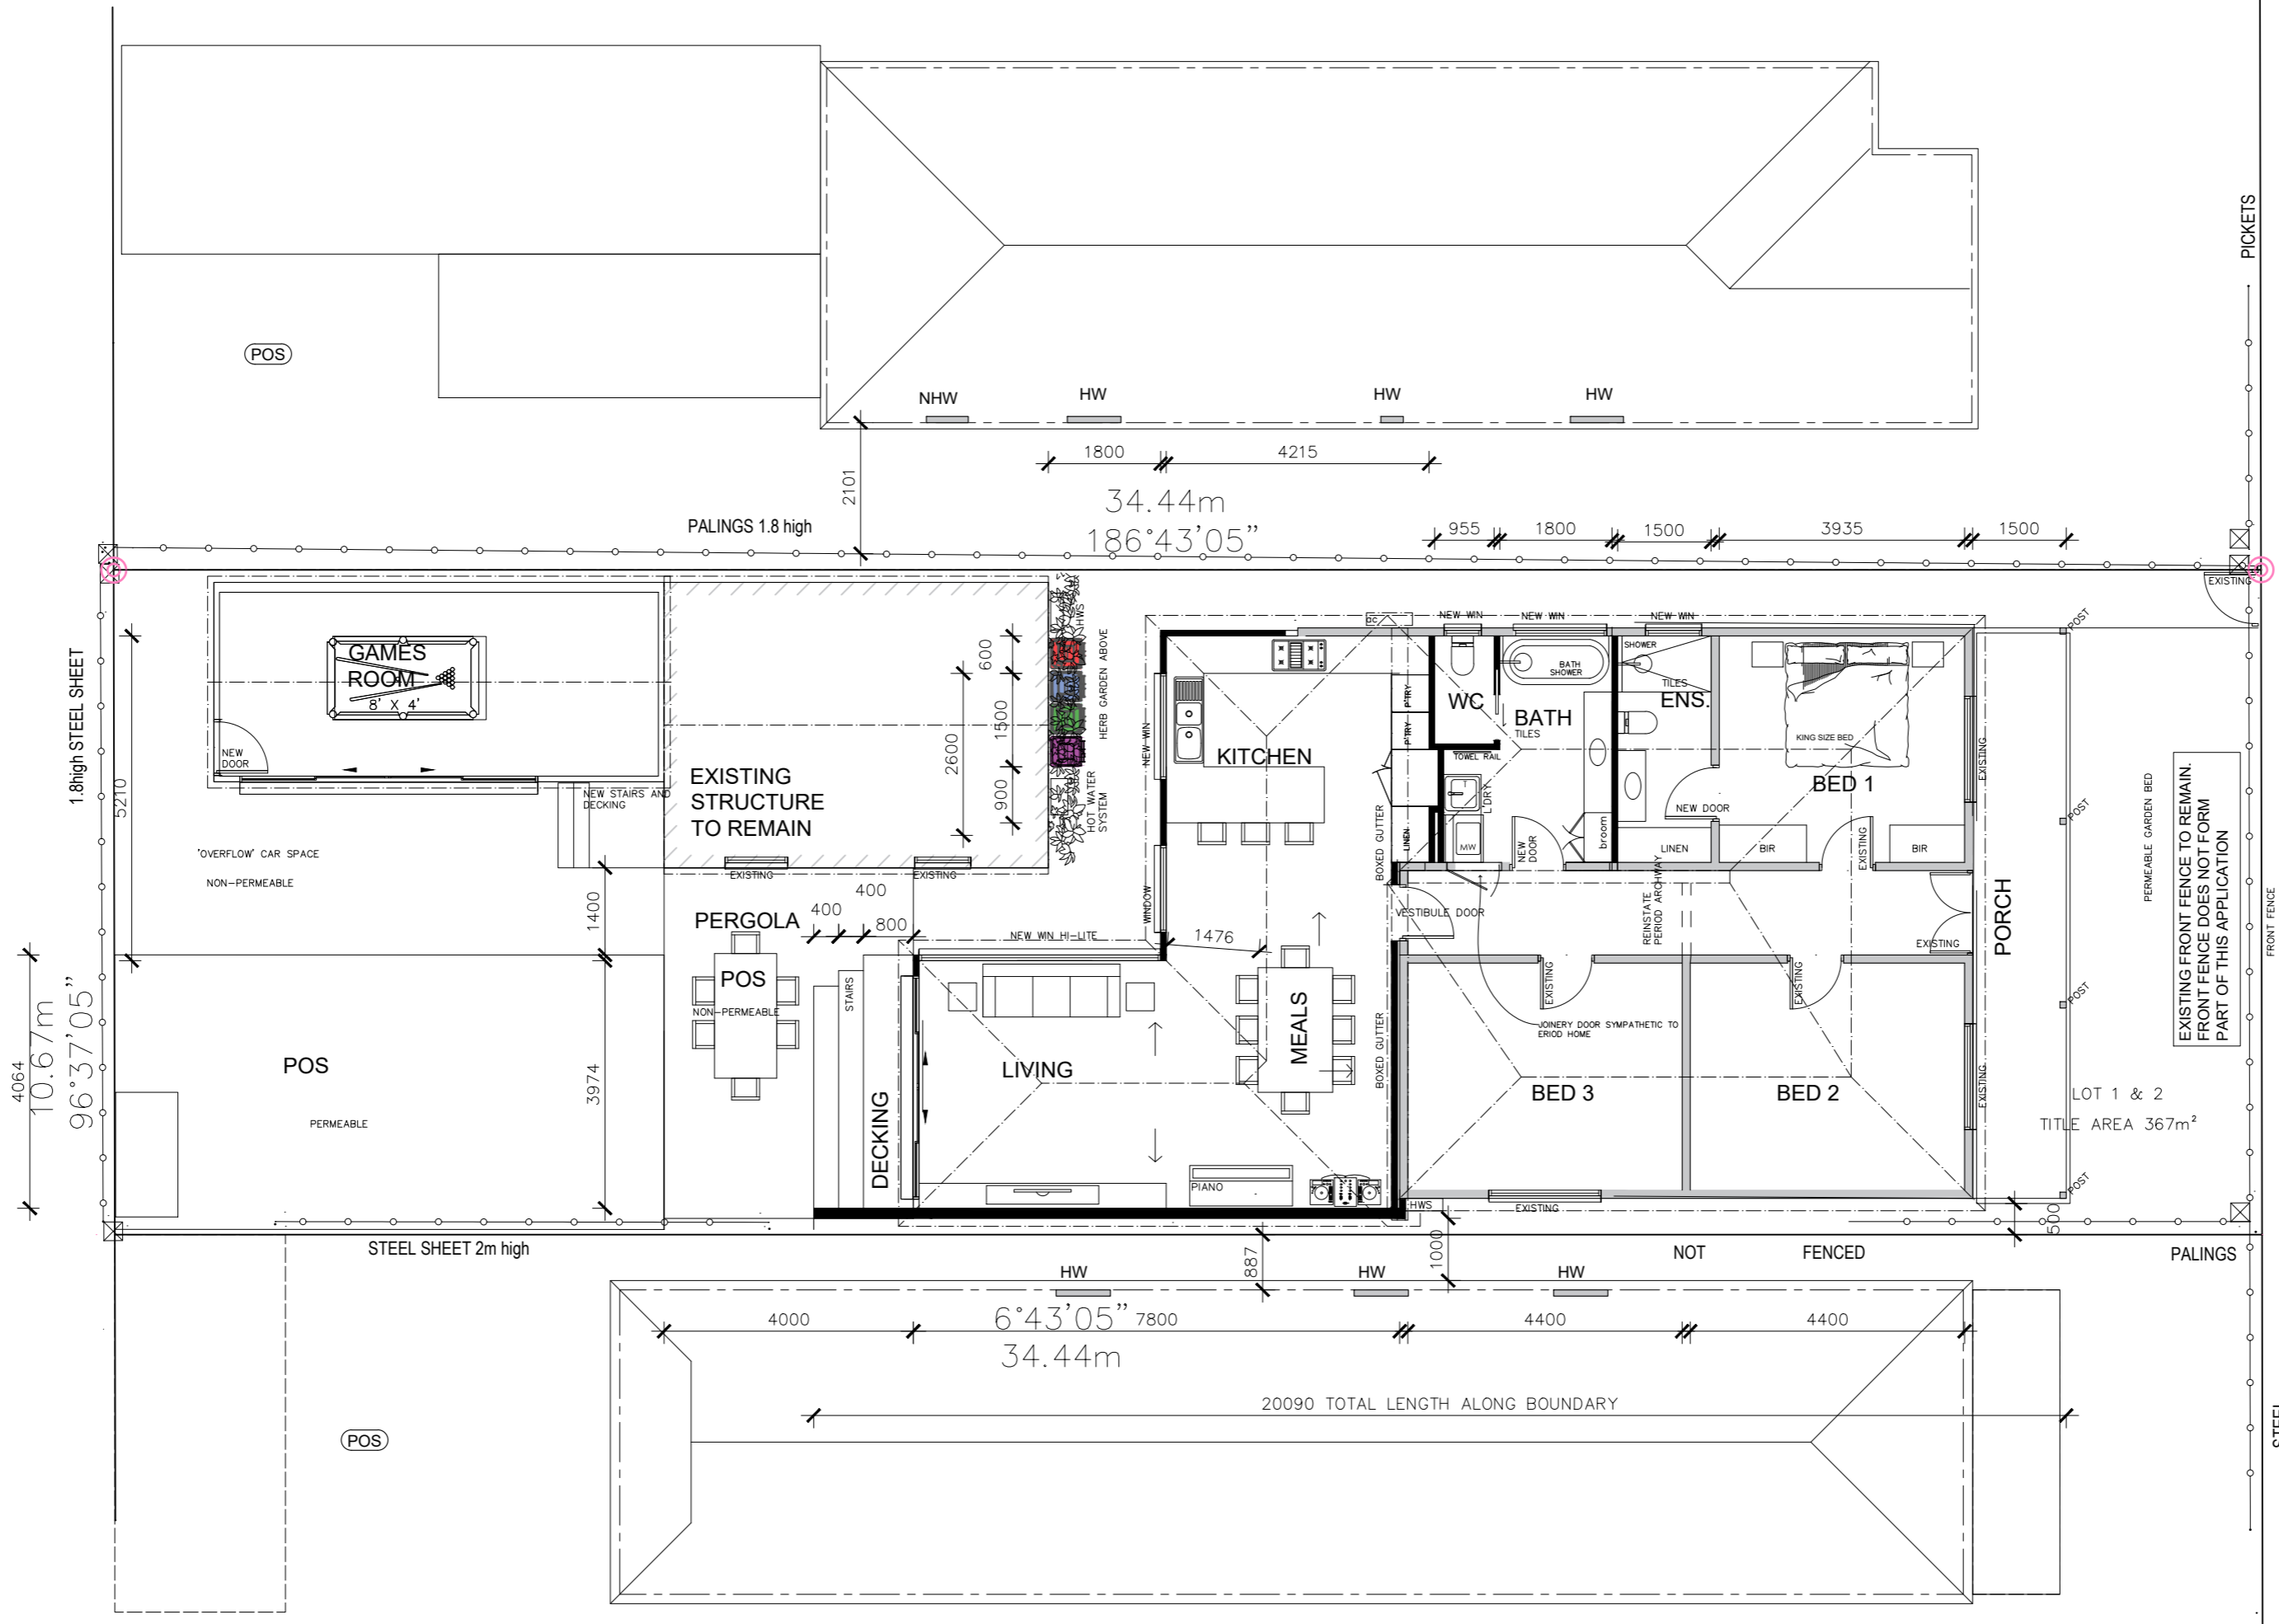 PICKETS
POS
NHW
HW
HW
HW
1800
4215
2101
34.44m
PALINGS 1.8 high
186°43'05"
955
1800
1500
3935
1500
EXISTING
NEW WIN
NEW WIN
NEW WIN
POST
HWS
GAMES
ROOM
8' X 4'
NEW
DOOR
1.8high STEEL SHEET
5210
600
1500
2600
900
HERB GARDEN ABOVE
HOT WATER
SYSTEM
EXISTING
STRUCTURE
TO REMAIN
NEW STAIRS AND
DECKING
NEW WIN
WINDOW
KITCHEN
P'TRY
P'TRY
LINEN
BOXED GUTTER
WC
BATH
SHOWER
BATH
TILES
TOWEL RAIL
L'DRY
MW
NEW
DOOR
broom
SHOWER
TILES
ENS.
LINEN
NEW DOOR
KING SIZE BED
BED 1
BIR
BIR
EXISTING
EXISTING
POST
PERMEABLE GARDEN BED
EXISTING FRONT FENCE TO REMAIN.
FRONT FENCE DOES NOT FORM
PART OF THIS APPLICATION
FRONT FENCE
'OVERFLOW' CAR SPACE
NON-PERMEABLE
EXISTING
EXISTING
1400
400
400
800
PERGOLA
NEW WIN HI-LITE
1476
VESTIBULE DOOR
REINSTATE
PERIOD ARCHWAY
EXISTING
PORCH
POS
NON-PERMEABLE
STAIRS
MEALS
EXISTING
EXISTING
POST
JOINERY DOOR SYMPATHETIC TO
ERIOD HOME
4064
10.67m
96°37'05"
POS
PERMEABLE
3974
DECKING
LIVING
BOXED GUTTER
BED 3
BED 2
EXISTING
LOT 1 & 2
TITLE AREA 367m²
PIANO
HWS
EXISTING
POST
500
STEEL SHEET 2m high
887
1000
NOT FENCED
PALINGS
HW
HW
HW
4000
6°43'05"
7800
4400
4400
34.44m
20090 TOTAL LENGTH ALONG BOUNDARY
POS